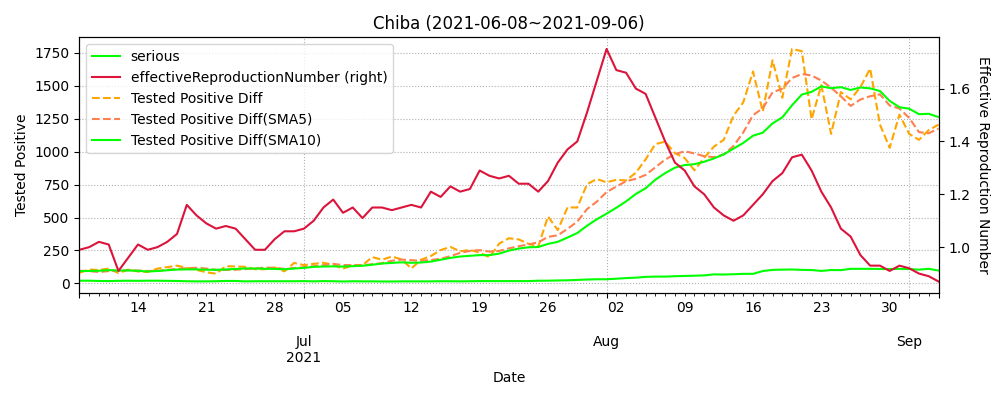 Chiba (2021-06-08~2021-09-06)
serious
effectiveReproductionNumber (right)
Tested Positive Diff
Tested Positive Diff(SMA5)
Tested Positive Diff(SMA10)
Tested Positive
1750
1500
1250
1000
750
500
250
0
1.6
1.4
1.2
1.0
Effective Reproduction Number
14 21 28 05 12 19 26 02 09 16 23 30
Jul Aug Sep
2021
Date